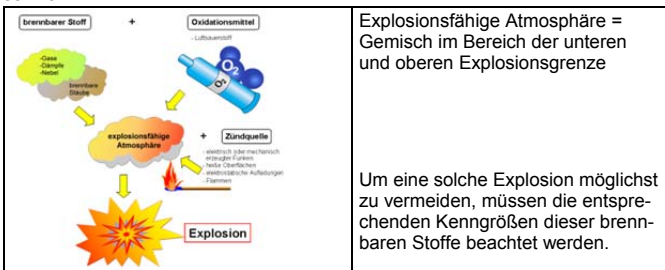 brennbarer Stoff + Oxidationsmittel
- Luftsauerstoff
-Gase
-Dämpfe
-Nebel
brennbare
Stäube
O2
O2
explosionsfähige
Atmosphäre
+ Zündquelle
- elektrisch oder mechanisch
erzeugter Funken
- heiße Oberflächen
- elektrostatische Aufladungen
- Flammen
Explosion
Explosionsfähige Atmosphäre =
Gemisch im Bereich der unteren
und oberen Explosionsgrenze
Um eine solche Explosion möglichst
zu vermeiden, müssen die entspre-
chenden Kenngrößen dieser brenn-
baren Stoffe beachtet werden.